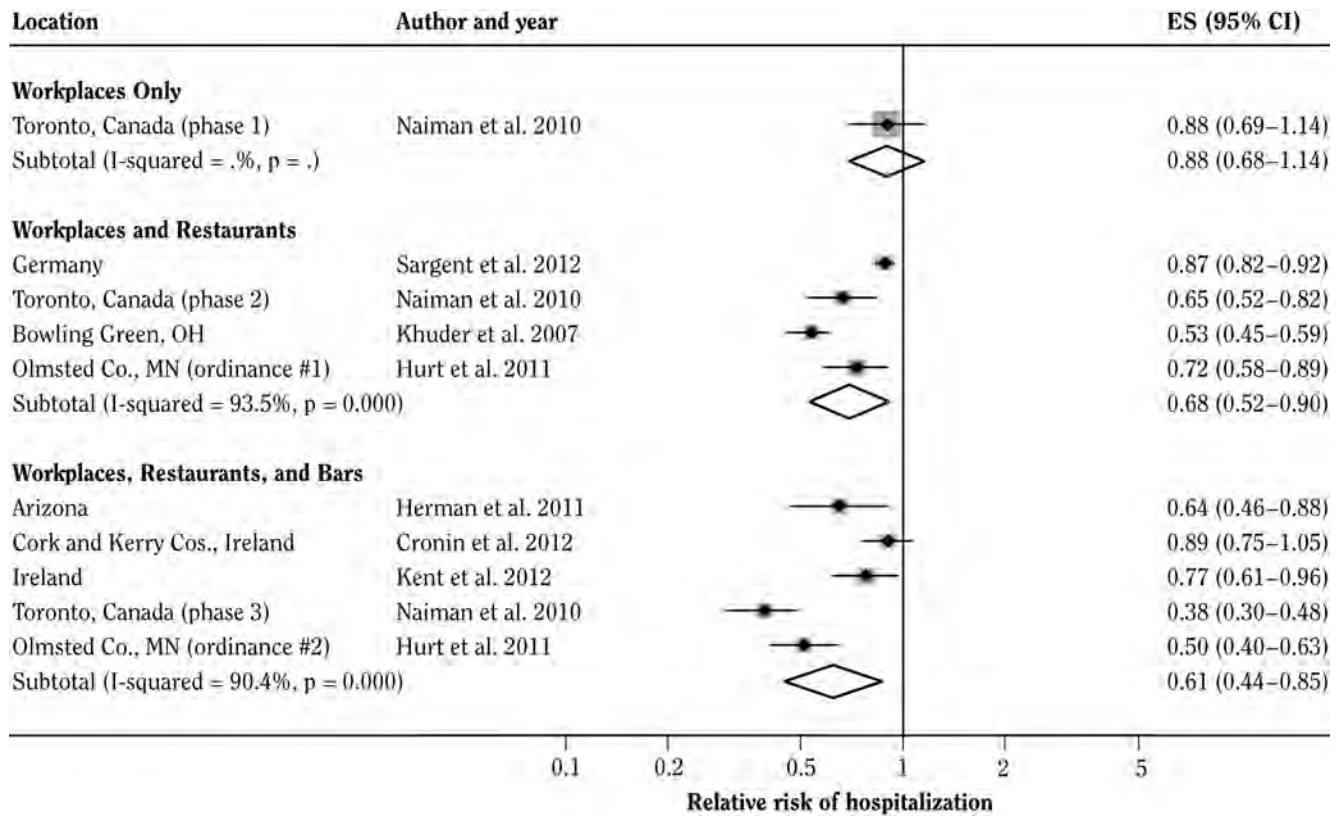 Location Author and year ES (95% CI)
Workplaces Only
Toronto, Canada (phase 1) Naiman et al. 2010 0.88 (0.69–1.14)
Subtotal (I-squared = .%, p = .) 0.88 (0.68–1.14)
Workplaces and Restaurants
Germany Sargent et al. 2012 0.87 (0.82–0.92)
Toronto, Canada (phase 2) Naiman et al. 2010 0.65 (0.52–0.82)
Bowling Green, OH Khuder et al. 2007 0.53 (0.45–0.59)
Olmsted Co., MN (ordinance #1) Hurt et al. 2011 0.72 (0.58–0.89)
Subtotal (I-squared = 93.5%, p = 0.000) 0.68 (0.52–0.90)
Workplaces, Restaurants, and Bars
Arizona Herman et al. 2011 0.64 (0.46–0.88)
Cork and Kerry Cos., Ireland Cronin et al. 2012 0.89 (0.75–1.05)
Ireland Kent et al. 2012 0.77 (0.61–0.96)
Toronto, Canada (phase 3) Naiman et al. 2010 0.38 (0.30–0.48)
Olmsted Co., MN (ordinance #2) Hurt et al. 2011 0.50 (0.40–0.63)
Subtotal (I-squared = 90.4%, p = 0.000) 0.61 (0.44–0.85)
0.1 0.2 0.5 1 2 5
Relative risk of hospitalization